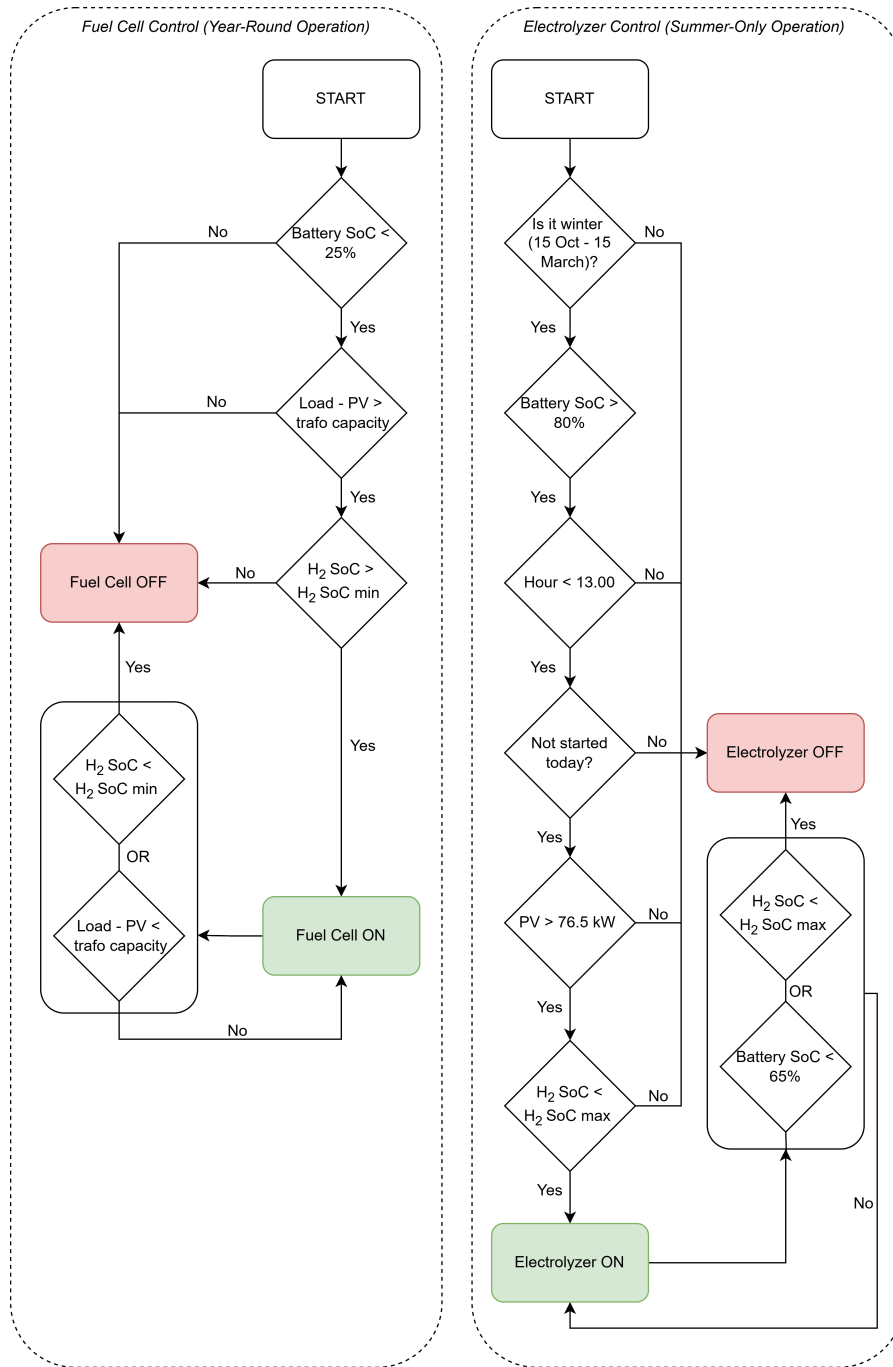 Fuel Cell Control (Year-Round Operation)
START
Battery SoC <
25%
No
Yes
Load - PV >
trafo capacity
No
Yes
H2 SoC >
H2 SoC min
No
Fuel Cell OFF
Yes
Yes
H2 SoC <
H2 SoC min
OR
Load - PV <
trafo capacity
Fuel Cell ON
No
Electrolyzer Control (Summer-Only Operation)
START
Is it winter
(15 Oct - 15
March)?
No
Yes
Battery SoC >
80%
Yes
Hour < 13.00
No
Yes
Not started
today?
No
Electrolyzer OFF
Yes
Yes
PV > 76.5 kW
No
Yes
H2 SoC <
H2 SoC max
No
Yes
H2 SoC <
H2 SoC max
OR
Battery SoC <
65%
No
Electrolyzer ON